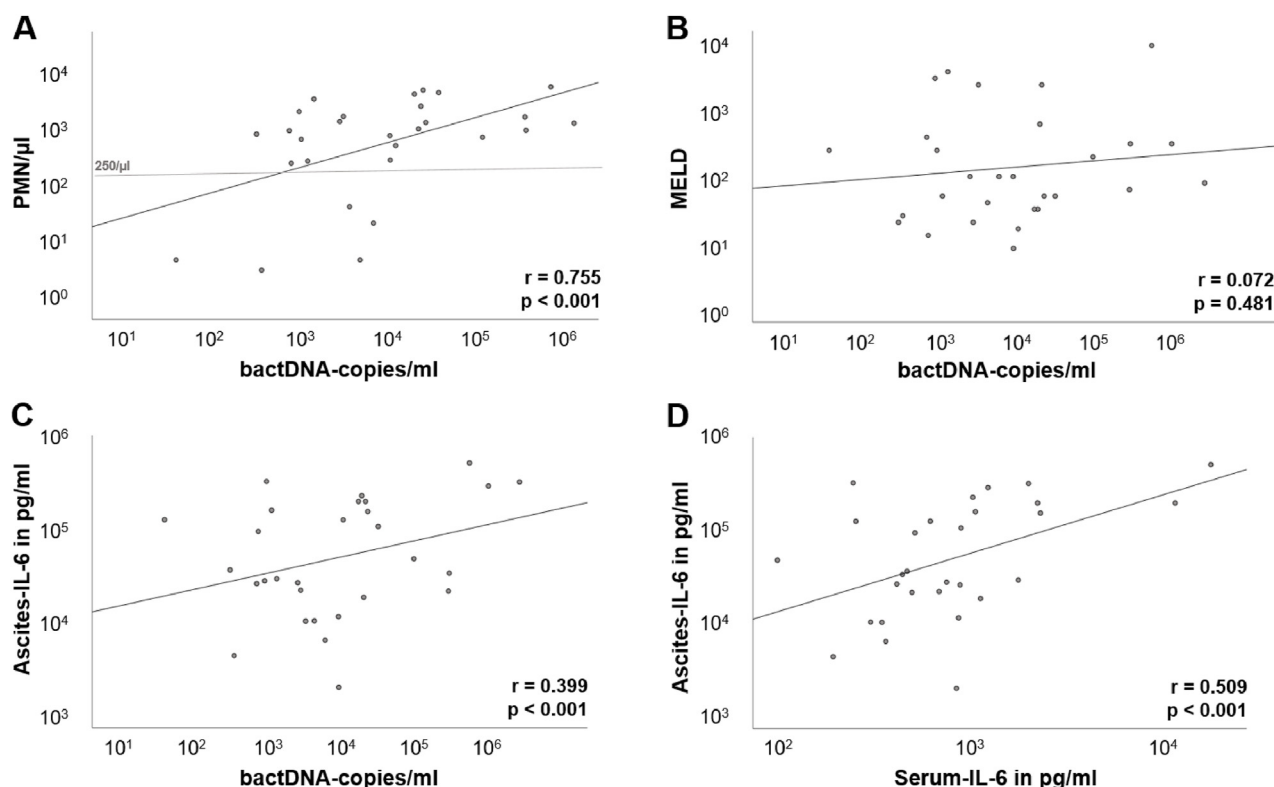 A
PMN/µl
10⁴
10³
10²
10¹
10⁰
250/µl
r = 0.755
p < 0.001
10¹ 10² 10³ 10⁴ 10⁵ 10⁶
bactDNA-copies/ml
B
MELD
10⁴
10³
10²
10¹
10⁰
r = 0.072
p = 0.481
10¹ 10² 10³ 10⁴ 10⁵ 10⁶
bactDNA-copies/ml
C
Ascites-IL-6 in pg/ml
10⁶
10⁵
10⁴
10³
r = 0.399
p < 0.001
10¹ 10² 10³ 10⁴ 10⁵ 10⁶
bactDNA-copies/ml
D
Ascites-IL-6 in pg/ml
10⁶
10⁵
10⁴
10³
r = 0.509
p < 0.001
10² 10³ 10⁴
Serum-IL-6 in pg/ml